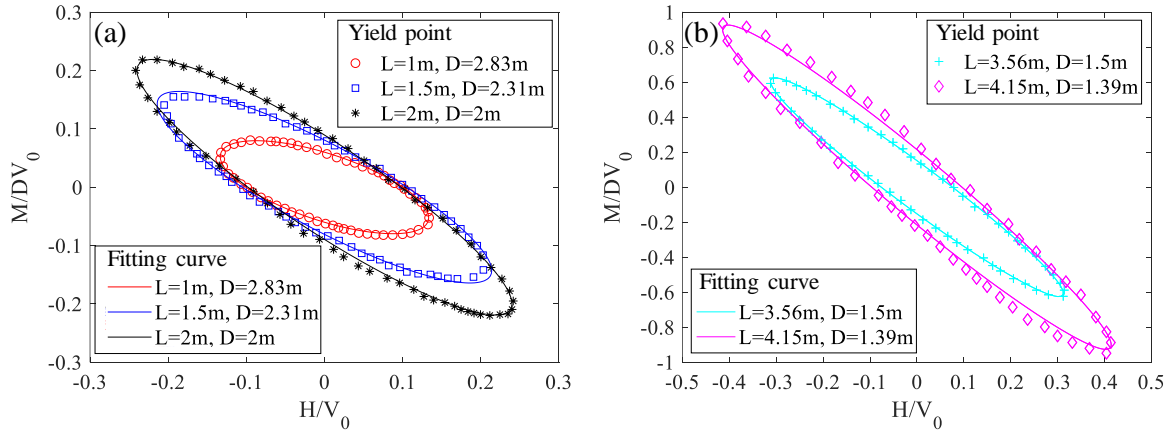 (a)
Yield point
L=1m, D=2.83m
L=1.5m, D=2.31m
L=2m, D=2m
Fitting curve
L=1m, D=2.83m
L=1.5m, D=2.31m
L=2m, D=2m
M/DV0
0.3
0.2
0.1
0
-0.1
-0.2
-0.3
-0.3 -0.2 -0.1 0 0.1 0.2 0.3
H/V0
(b)
Yield point
L=3.56m, D=1.5m
L=4.15m, D=1.39m
Fitting curve
L=3.56m, D=1.5m
L=4.15m, D=1.39m
M/DV0
1
0.8
0.6
0.4
0.2
0
-0.2
-0.4
-0.6
-0.8
-1
-0.5 -0.4 -0.3 -0.2 -0.1 0 0.1 0.2 0.3 0.4 0.5
H/V0